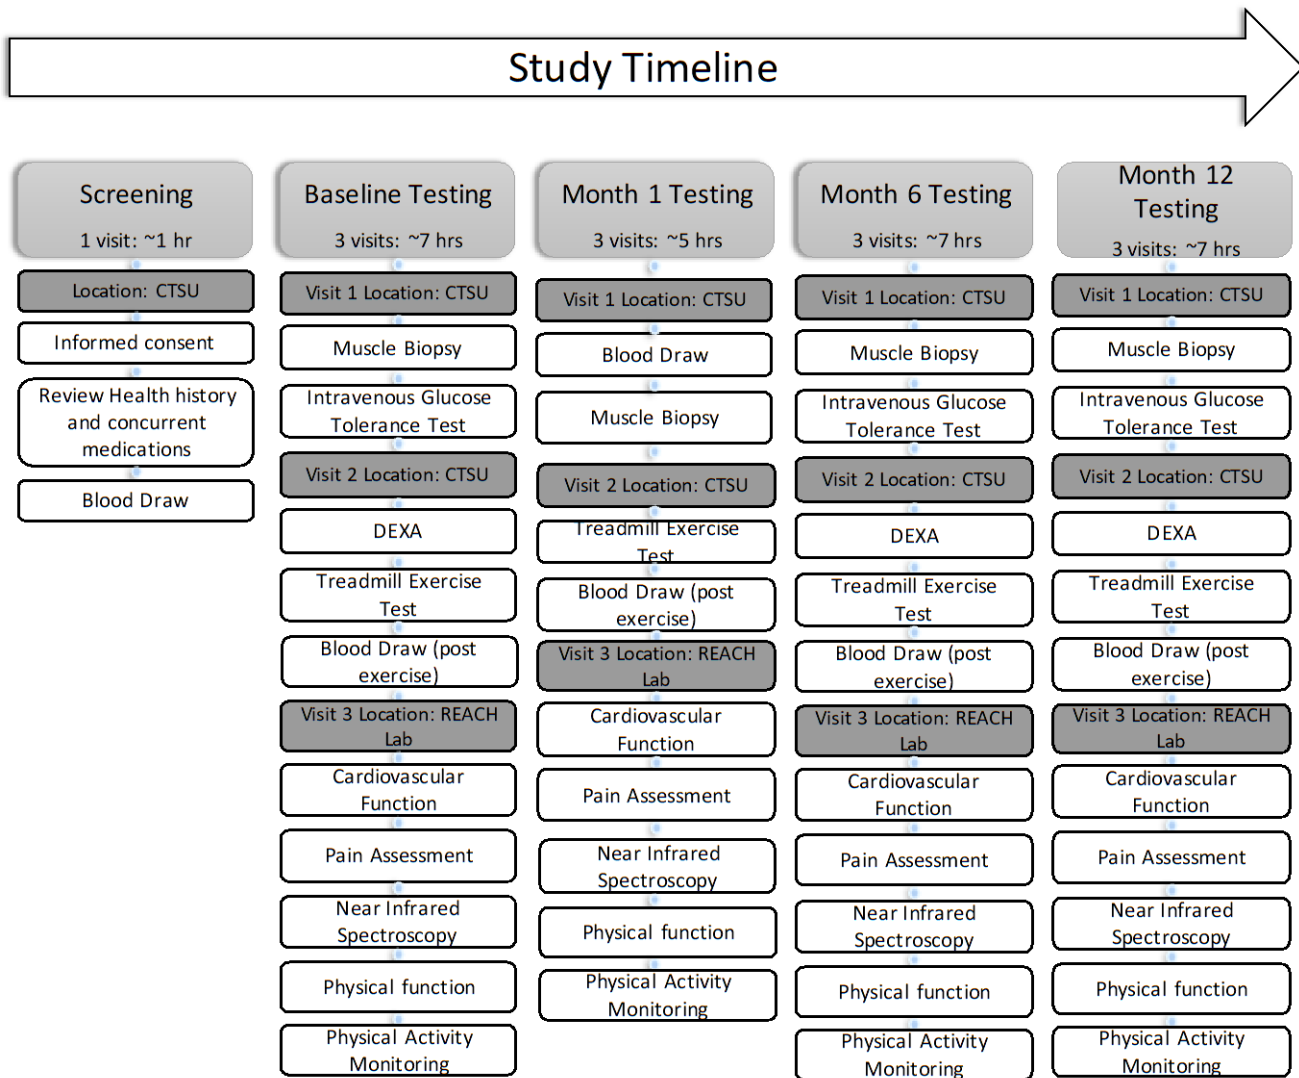 Study Timeline
Screening
1 visit: ~1 hr
Location: CTSU
Informed consent
Review Health history
and concurrent
medications
Blood Draw
Baseline Testing
3 visits: ~7 hrs
Visit 1 Location: CTSU
Muscle Biopsy
Intravenous Glucose
Tolerance Test
Visit 2 Location: CTSU
DEXA
Treadmill Exercise
Test
Blood Draw (post
exercise)
Visit 3 Location: REACH
Lab
Cardiovascular
Function
Pain Assessment
Near Infrared
Spectroscopy
Physical function
Physical Activity
Monitoring
Month 1 Testing
3 visits: ~5 hrs
Visit 1 Location: CTSU
Blood Draw
Muscle Biopsy
Visit 2 Location: CTSU
Treadmill Exercise
Test
Blood Draw (post
exercise)
Visit 3 Location: REACH
Lab
Cardiovascular
Function
Pain Assessment
Near Infrared
Spectroscopy
Physical function
Physical Activity
Monitoring
Month 6 Testing
3 visits: ~7 hrs
Visit 1 Location: CTSU
Muscle Biopsy
Intravenous Glucose
Tolerance Test
Visit 2 Location: CTSU
DEXA
Treadmill Exercise
Test
Blood Draw (post
exercise)
Visit 3 Location: REACH
Lab
Cardiovascular
Function
Pain Assessment
Near Infrared
Spectroscopy
Physical function
Physical Activity
Monitoring
Month 12
Testing
3 visits: ~7 hrs
Visit 1 Location: CTSU
Muscle Biopsy
Intravenous Glucose
Tolerance Test
Visit 2 Location: CTSU
DEXA
Treadmill Exercise
Test
Blood Draw (post
exercise)
Visit 3 Location: REACH
Lab
Cardiovascular
Function
Pain Assessment
Near Infrared
Spectroscopy
Physical function
Physical Activity
Monitoring